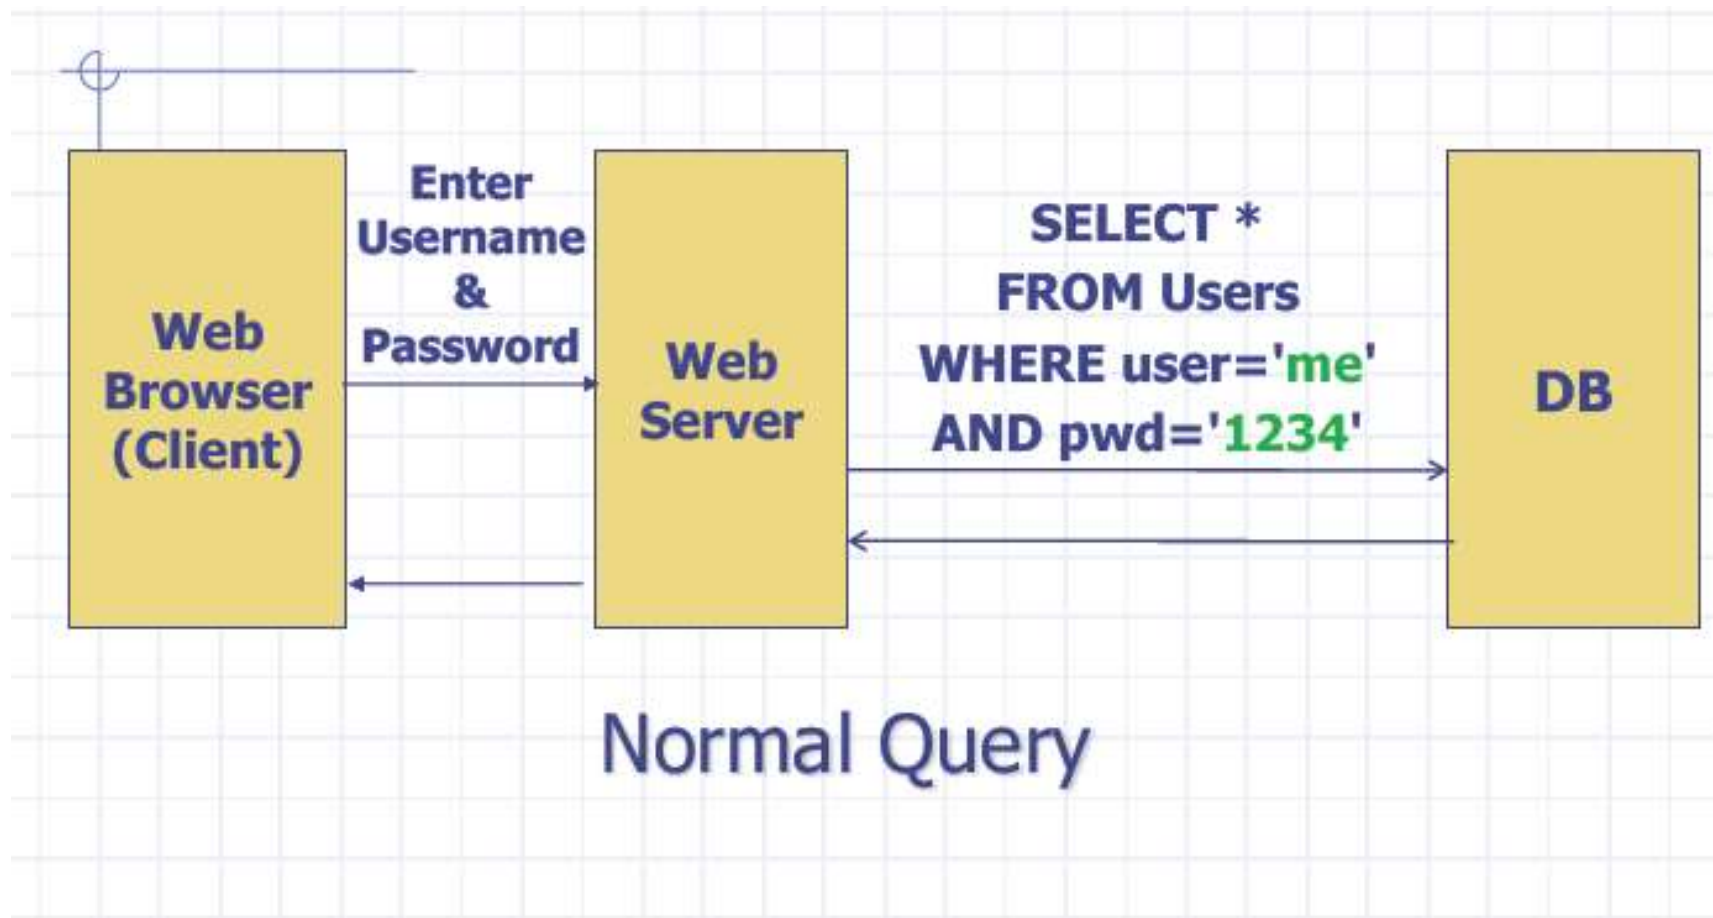 Web
Browser
(Client)
Enter
Username
&
Password
Web
Server
SELECT *
FROM Users
WHERE user='me'
AND pwd='1234'
DB
Normal Query